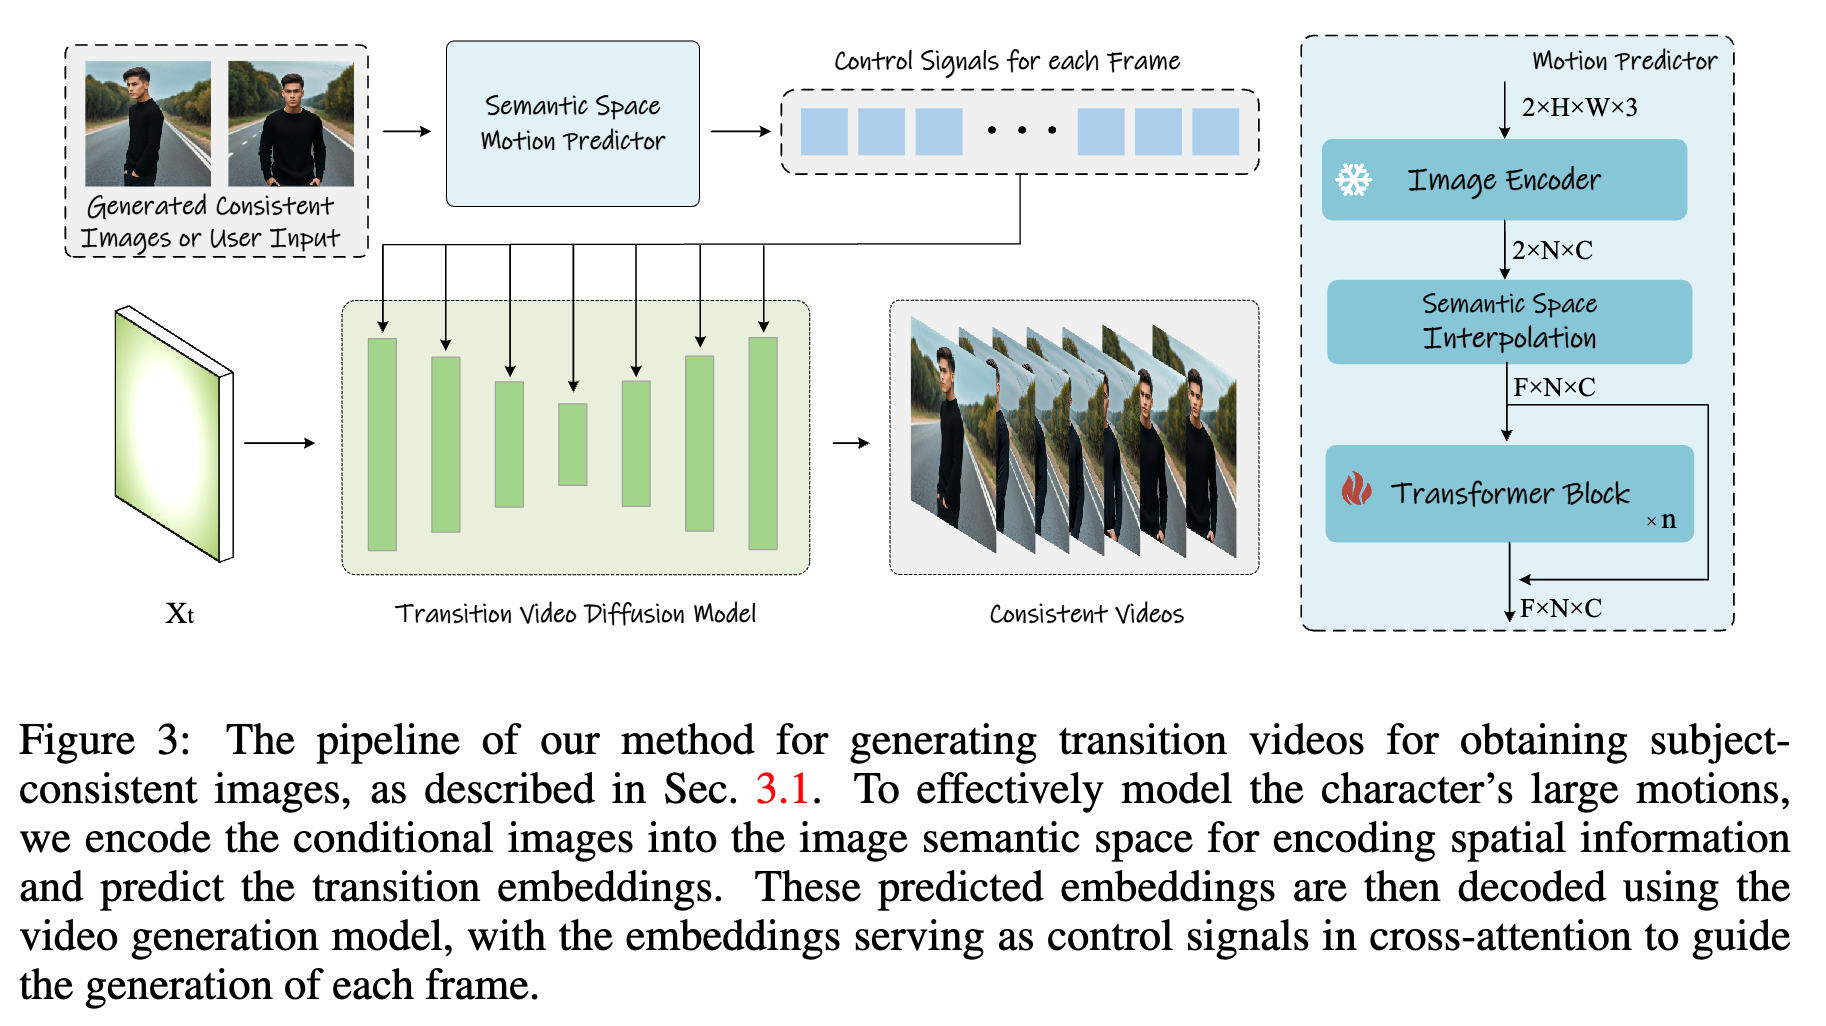 Generated Consistent
Images or User Input
Semantic Space
Motion Predictor
Control Signals for each Frame
Xt
Transition Video Diffusion Model
Consistent Videos
Motion Predictor
2×H×W×3
Image Encoder
2×N×C
Semantic Space
Interpolation
F×N×C
Transformer Block
×n
F×N×C
Figure 3: The pipeline of our method for generating transition videos for obtaining subject-
consistent images, as described in Sec. 3.1. To effectively model the character's large motions,
we encode the conditional images into the image semantic space for encoding spatial information
and predict the transition embeddings. These predicted embeddings are then decoded using the
video generation model, with the embeddings serving as control signals in cross-attention to guide
the generation of each frame.